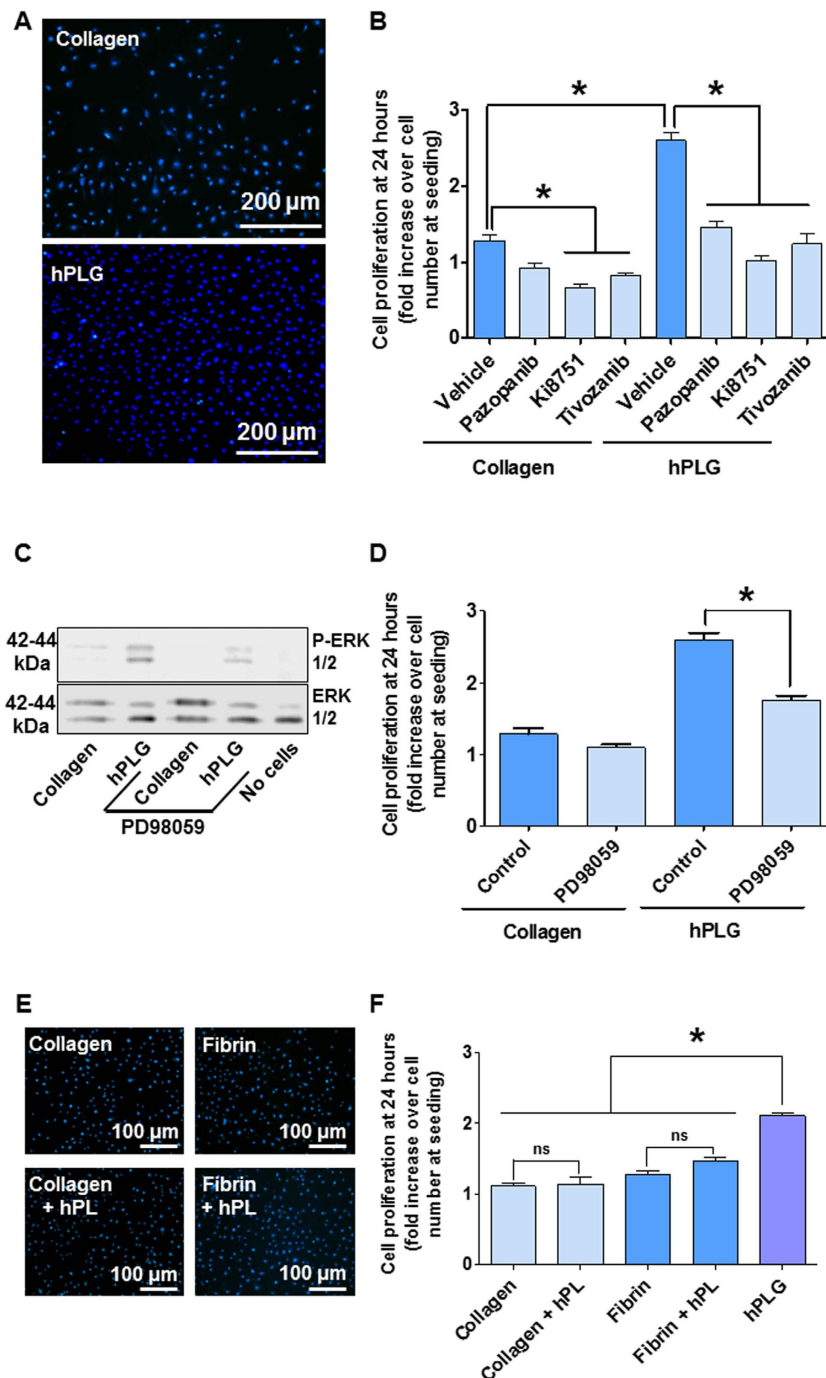 A
Collagen
200 µm
hPLG
200 µm
B
Cell proliferation at 24 hours
(fold increase over cell
number at seeding)
3
2
1
0
*
*
*
Vehicle
Pazopanib
Ki8751
Tivozanib
Vehicle
Pazopanib
Ki8751
Tivozanib
Collagen
hPLG
C
42-44
kDa
P-ERK
1/2
42-44
kDa
ERK
1/2
Collagen
hPLG
Collagen
hPLG
No cells
PD98059
D
Cell proliferation at 24 hours
(fold increase over cell
number at seeding)
3
2
1
0
*
Control
PD98059
Control
PD98059
Collagen
hPLG
E
Collagen
100 µm
Fibrin
100 µm
Collagen
+ hPL
100 µm
Fibrin
+ hPL
100 µm
F
Cell proliferation at 24 hours
(fold increase over cell
number at seeding)
3
2
1
0
*
ns
ns
Collagen
Collagen + hPL
Fibrin
Fibrin + hPL
hPLG